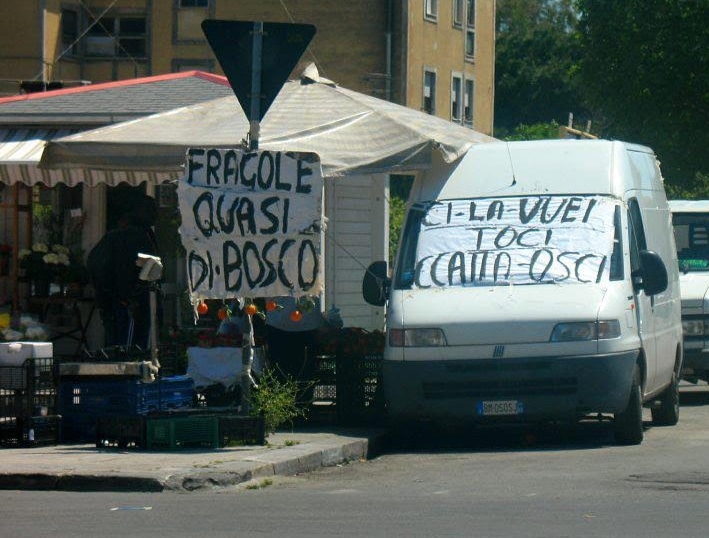 FRAGOLE
QUASI
DI·BOSCO
CI-LA-VUEI
TOCI
CCATTA-OSCI